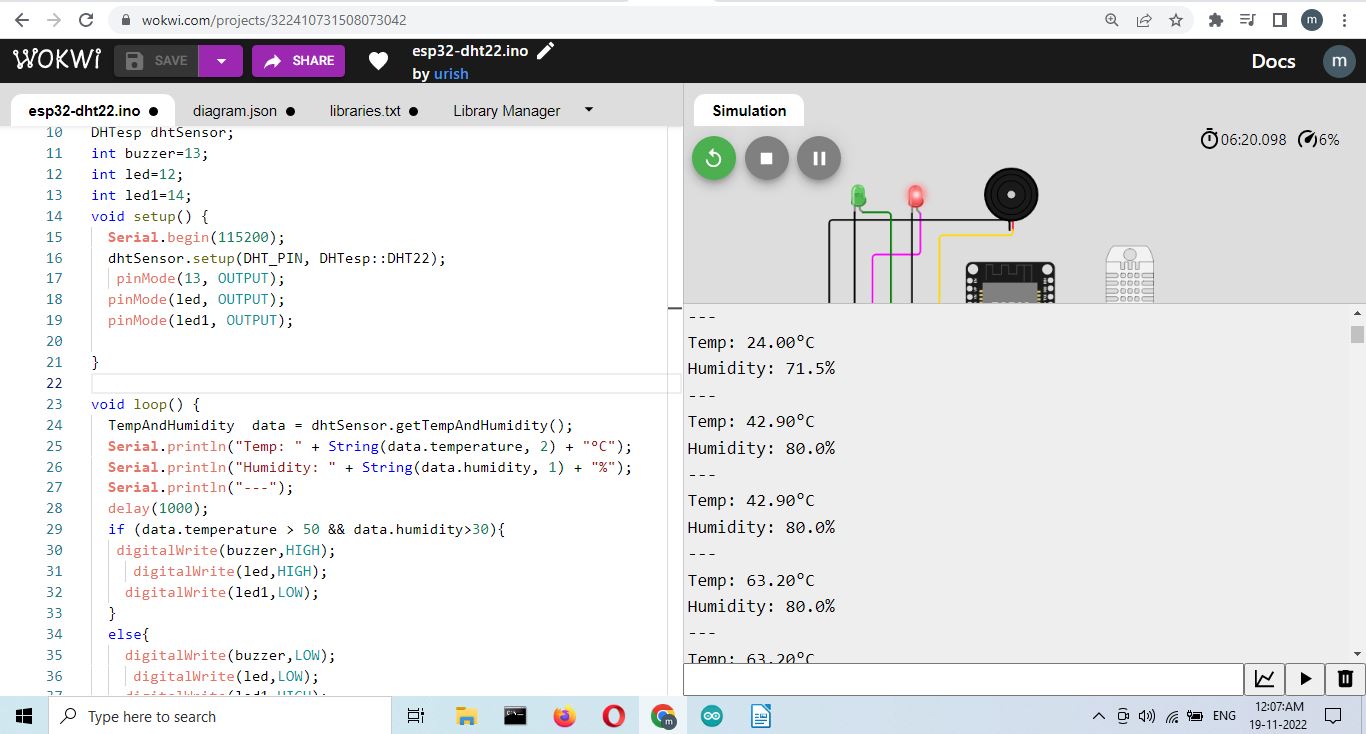 wokwi.com/projects/322410731508073042
m
WOKWI
SAVE
SHARE
esp32-dht22.ino
by urish
Docs
m
esp32-dht22.ino
diagram.json
libraries.txt
Library Manager
Simulation
06:20.098
6%
10 DHTesp dhtSensor;
11 int buzzer=13;
12 int led=12;
13 int led1=14;
14 void setup() {
15 Serial.begin(115200);
16 dhtSensor.setup(DHT_PIN, DHTesp::DHT22);
17 pinMode(13, OUTPUT);
18 pinMode(led, OUTPUT);
19 pinMode(led1, OUTPUT);
20
21 }
22
23 void loop() {
24 TempAndHumidity  data = dhtSensor.getTempAndHumidity();
25 Serial.println("Temp: " + String(data.temperature, 2) + "°C");
26 Serial.println("Humidity: " + String(data.humidity, 1) + "%");
27 Serial.println("---");
28 delay(1000);
29 if (data.temperature > 50 && data.humidity>30){
30 digitalWrite(buzzer,HIGH);
31 digitalWrite(led,HIGH);
32 digitalWrite(led1,LOW);
33 }
34 else{
35 digitalWrite(buzzer,LOW);
36 digitalWrite(led,LOW);
37 digitalWrite(led1,HIGH);
---
Temp: 24.00°C
Humidity: 71.5%
---
Temp: 42.90°C
Humidity: 80.0%
---
Temp: 42.90°C
Humidity: 80.0%
---
Temp: 63.20°C
Humidity: 80.0%
---
Temp: 63.20°C
Type here to search
m
ENG
12:07AM
19-11-2022